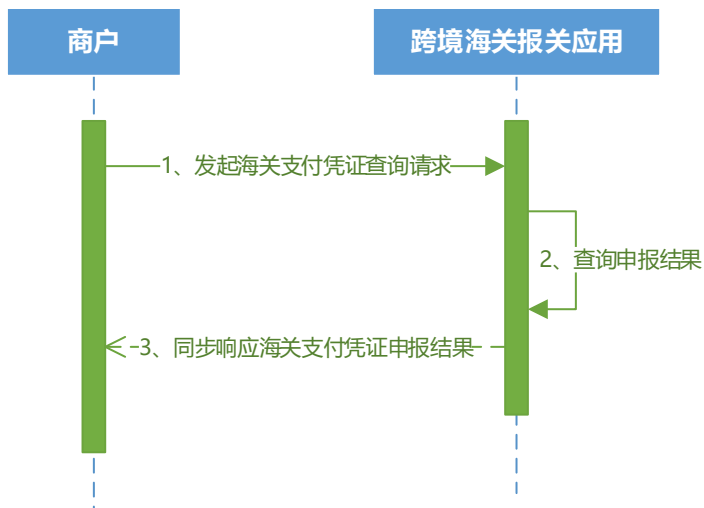 商户
跨境海关报关应用
1、发起海关支付凭证查询请求
2、查询申报结果
3、同步响应海关支付凭证申报结果